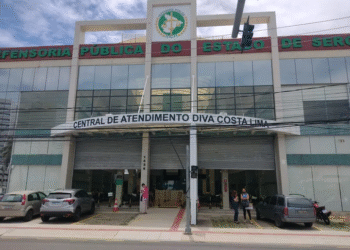 DEFENSORIA PÚBLICA DO ESTADO DE SERG
CENTRAL DE ATENDIMENTO DIVA COSTA LIMA